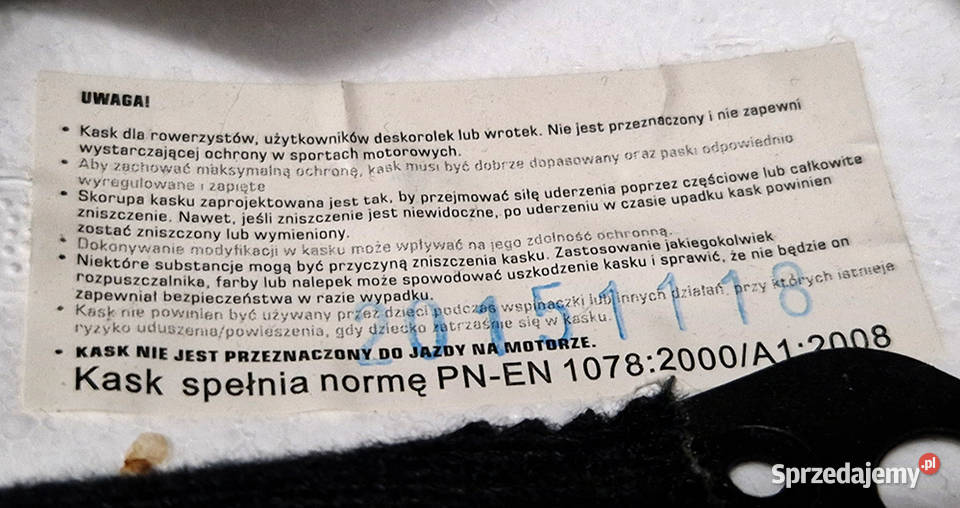 UWAGA!
• Kask dla rowerzystów, użytkowników deskorolek lub wrotek. Nie jest przeznaczony i nie zapewni
wystarczającej ochrony w sportach motorowych.
• Aby zachować maksymalną ochronę, kask musi być dobrze dopasowany oraz paski odpowiednio
wyregulowane i zapięte
• Skorupa kasku zaprojektowana jest tak, by przejmować siłę uderzenia poprzez częściowe lub całkowite
zniszczenie. Nawet, jeśli zniszczenie jest niewidoczne, po uderzeniu w czasie upadku kask powinien
zostać zniszczony lub wymieniony.
• Dokonywanie modyfikacji w kasku może wpływać na jego zdolność ochronną.
• Niektóre substancje mogą być przyczyną zniszczenia kasku. Zastosowanie jakiegokolwiek
rozpuszczalnika, farby lub nalepek może spowodować uszkodzenie kasku i sprawić, że nie będzie on
zapewniał bezpieczeństwa w razie wypadku.
20151118
• Kask nie powinien być używany przez dzieci podczas wspinaczki lub innych działań, przy których istnieje
ryzyko uduszenia/powieszenia, gdy dziecko zatrzaśnie się w kasku.
• KASK NIE JEST PRZEZNACZONY DO JAZDY NA MOTORZE.
Kask spełnia normę PN-EN 1078:2000/A1:2008
Sprzedajemy.pl